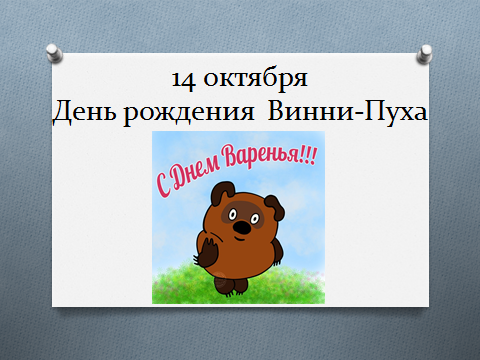 14 октября
День рождения Винни-Пуха
С Днем Варенья!!!